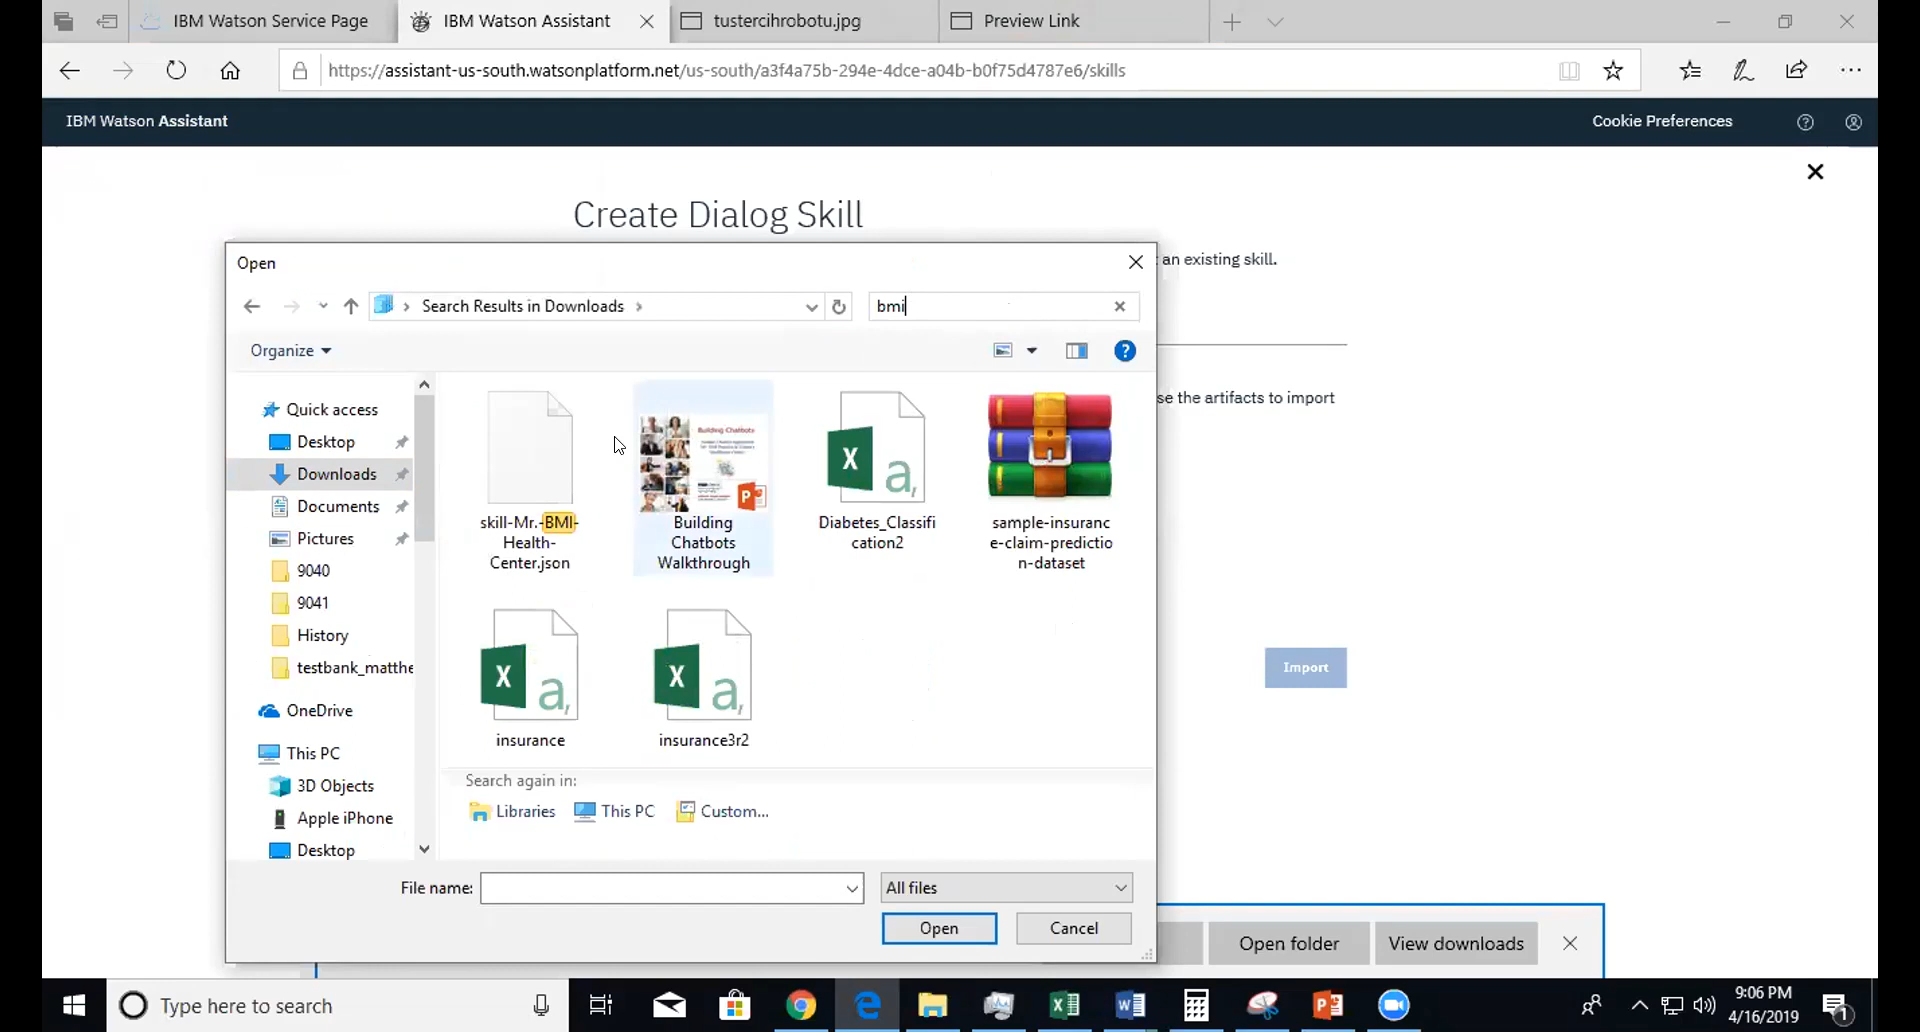 IBM Watson Service Page
IBM Watson Assistant
tustercihrobotu.jpg
Preview Link
https://assistant-us-south.watsonplatform.net/us-south/a3f4a75b-294e-4dce-a04b-b0f75d4787e6/skills
IBM Watson Assistant
Cookie Preferences
Create Dialog Skill
an existing skill.
se the artifacts to import
Import
Open
Search Results in Downloads
bmi
Organize
Quick access
Desktop
Downloads
Documents
Pictures
9040
9041
History
testbank_matthe
OneDrive
This PC
3D Objects
Apple iPhone
Desktop
skill-Mr.-BMI-
Health-
Center.json
Building
Chatbots
Walkthrough
Building Chatbots
Diabetes_Classifi
cation2
sample-insuranc
e-claim-predictio
n-dataset
insurance
insurance3r2
Search again in:
Libraries
This PC
Custom...
File name:
All files
Open
Cancel
Open folder
View downloads
Type here to search
9:06 PM
4/16/2019
1